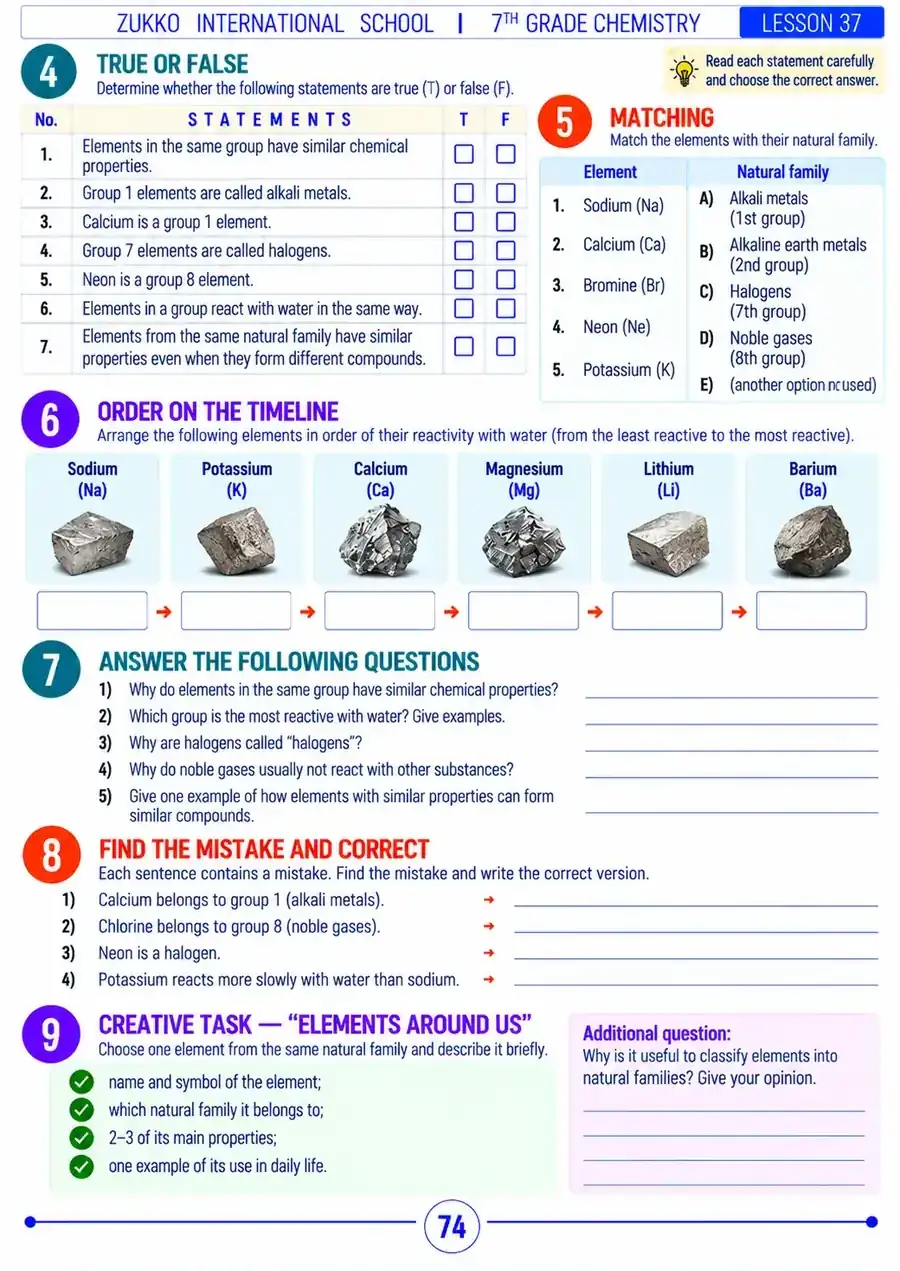 ZUKKO INTERNATIONAL SCHOOL | 7TH GRADE CHEMISTRY LESSON 37
4 TRUE OR FALSE
Determine whether the following statements are true (T) or false (F).
Read each statement carefully
and choose the correct answer.
No. STATEMENTS T F
1. Elements in the same group have similar chemical
properties.
2. Group 1 elements are called alkali metals.
3. Calcium is a group 1 element.
4. Group 7 elements are called halogens.
5. Neon is a group 8 element.
6. Elements in a group react with water in the same way.
7. Elements from the same natural family have similar
properties even when they form different compounds.
5 MATCHING
Match the elements with their natural family.
Element Natural family
1. Sodium (Na)
2. Calcium (Ca)
3. Bromine (Br)
4. Neon (Ne)
5. Potassium (K)
A) Alkali metals
(1st group)
B) Alkaline earth metals
(2nd group)
C) Halogens
(7th group)
D) Noble gases
(8th group)
E) (another option used)
6 ORDER ON THE TIMELINE
Arrange the following elements in order of their reactivity with water (from the least reactive to the most reactive).
Sodium Potassium Calcium Magnesium Lithium Barium
(Na) (K) (Ca) (Mg) (Li) (Ba)
7 ANSWER THE FOLLOWING QUESTIONS
1) Why do elements in the same group have similar chemical properties?
2) Which group is the most reactive with water? Give examples.
3) Why are halogens called “halogens”?
4) Why do noble gases usually not react with other substances?
5) Give one example of how elements with similar properties can form
similar compounds.
8 FIND THE MISTAKE AND CORRECT
Each sentence contains a mistake. Find the mistake and write the correct version.
1) Calcium belongs to group 1 (alkali metals).
2) Chlorine belongs to group 8 (noble gases).
3) Neon is a halogen.
4) Potassium reacts more slowly with water than sodium.
9 CREATIVE TASK — “ELEMENTS AROUND US”
Choose one element from the same natural family and describe it briefly.
name and symbol of the element;
which natural family it belongs to;
2–3 of its main properties;
one example of its use in daily life.
Additional question:
Why is it useful to classify elements into
natural families? Give your opinion.
74